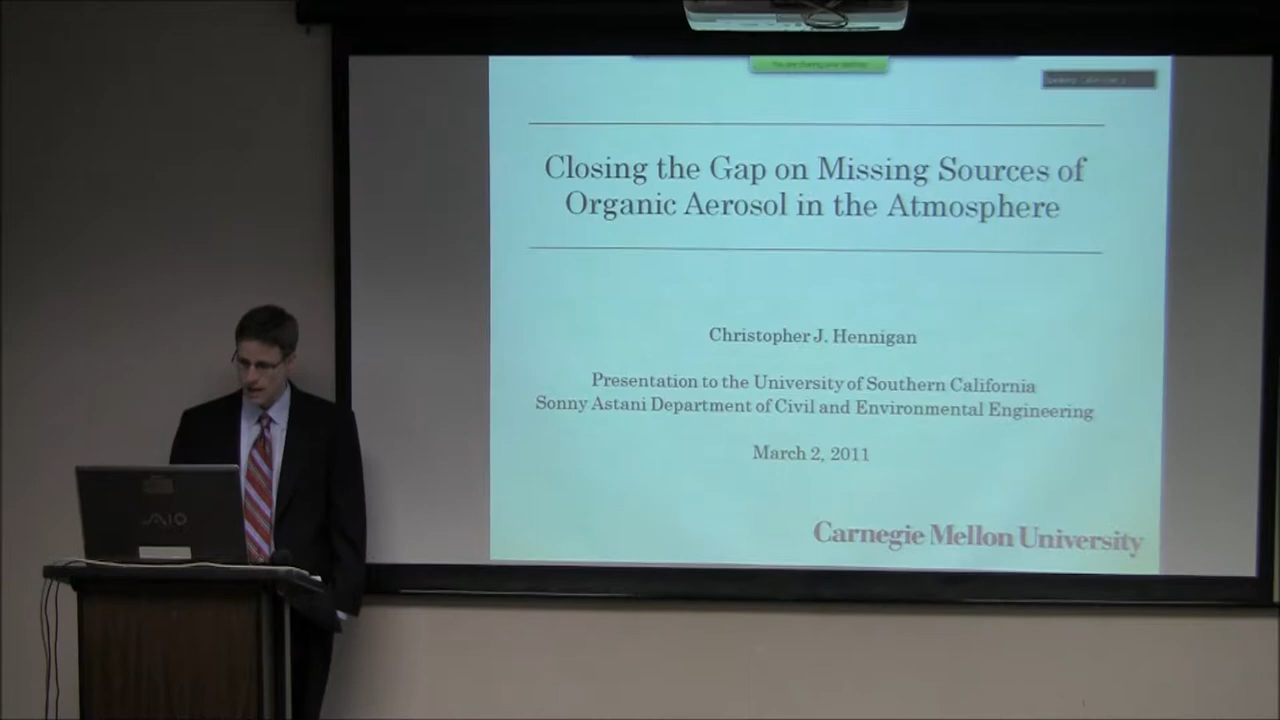 Closing the Gap on Missing Sources of
Organic Aerosol in the Atmosphere
Christopher J. Hennigan
Presentation to the University of Southern California
Sonny Astani Department of Civil and Environmental Engineering
March 2, 2011
Carnegie Mellon University
VAIO